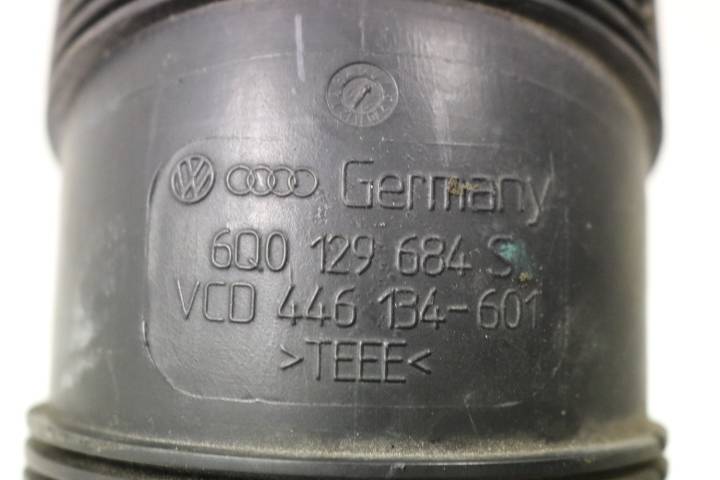 Germany
6Q0 129 684 S
VCD 446 134-601
>TEEE<